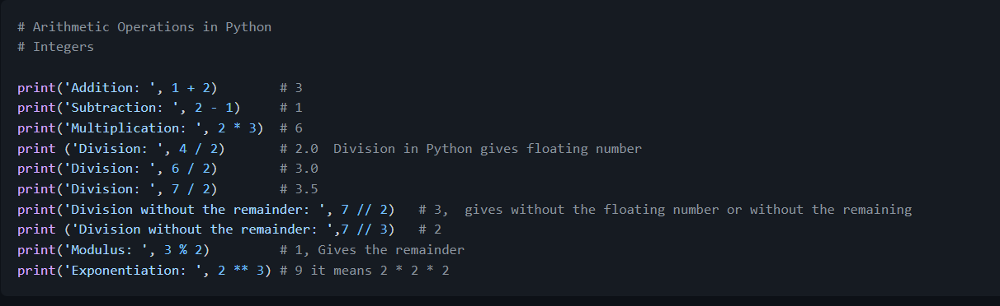 # Arithmetic Operations in Python
# Integers

print('Addition: ', 1 + 2)        # 3
print('Subtraction: ', 2 - 1)     # 1
print('Multiplication: ', 2 * 3)  # 6
print ('Division: ', 4 / 2)       # 2.0  Division in Python gives floating number
print('Division: ', 6 / 2)        # 3.0
print('Division: ', 7 / 2)        # 3.5
print('Division without the remainder: ', 7 // 2)   # 3,  gives without the floating number or without the remaining
print ('Division without the remainder: ',7 // 3)   # 2
print('Modulus: ', 3 % 2)         # 1, Gives the remainder
print('Exponentiation: ', 2 ** 3) # 9 it means 2 * 2 * 2